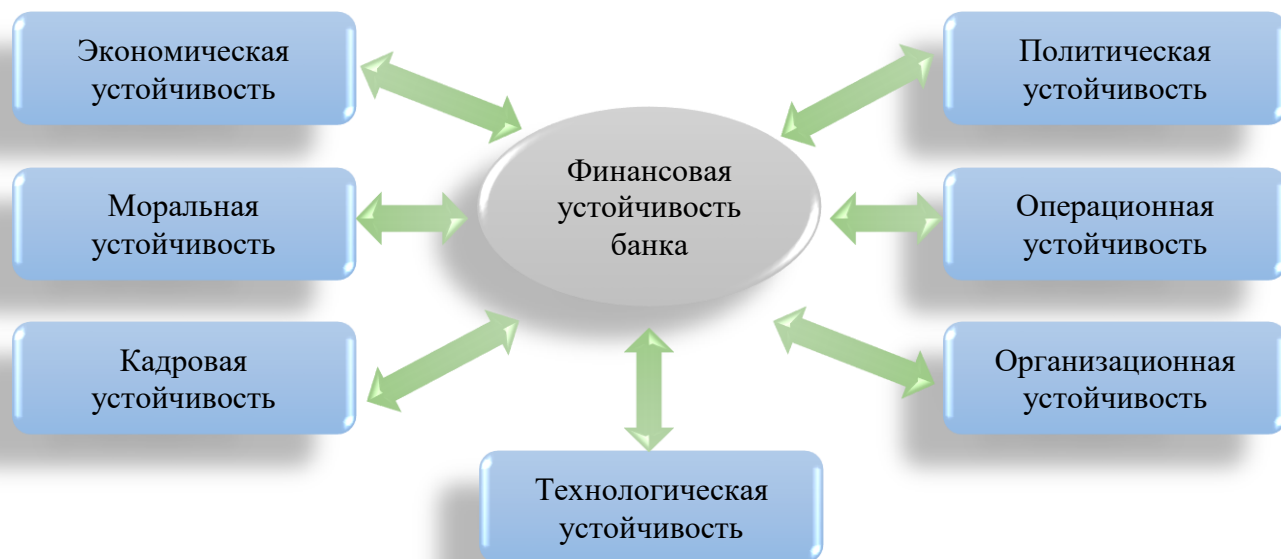 Экономическая
устойчивость
Политическая
устойчивость
Финансовая
устойчивость
банка
Моральная
устойчивость
Операционная
устойчивость
Кадровая
устойчивость
Организационная
устойчивость
Технологическая
устойчивость